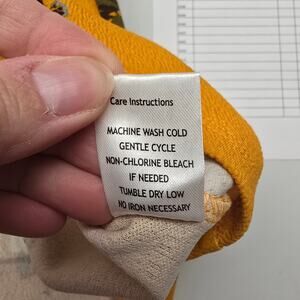 Care Instructions
MACHINE WASH COLD
GENTLE CYCLE
NON-CHLORINE BLEACH
IF NEEDED
TUMBLE DRY LOW
NO IRON NECESSARY